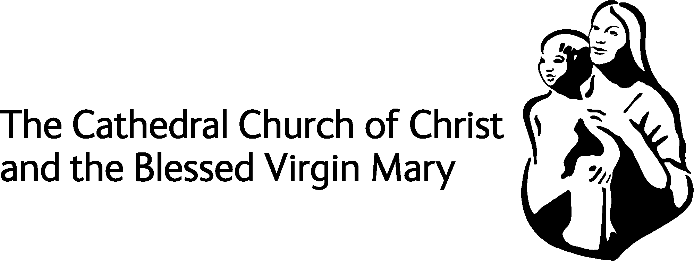 The Cathedral Church of Christ
and the Blessed Virgin Mary